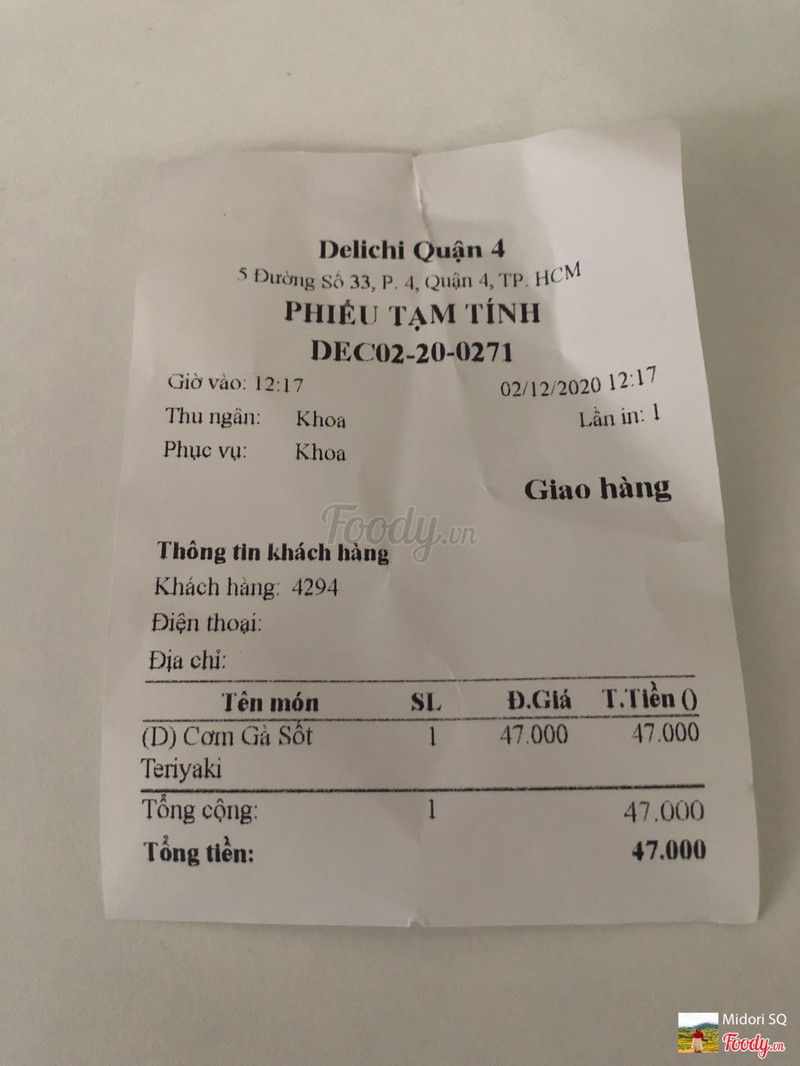 Delichi Quận 4
5 Đường Số 33, P. 4, Quận 4, TP. HCM
PHIẾU TẠM TÍNH
DEC02-20-0271
Giờ vào: 12:17 02/12/2020 12:17
Thu ngân: Khoa Lần in: 1
Phục vụ: Khoa
Giao hàng
Foody.vn
Thông tin khách hàng
Khách hàng: 4294
Điện thoại:
Địa chỉ:
Tên món SL Đ.Giá T.Tiền ()
(D) Cơm Gà Sốt 1 47.000 47.000
Teriyaki
Tổng cộng: 1 47.000
Tổng tiền: 47.000
Midori SQ
Foody.vn